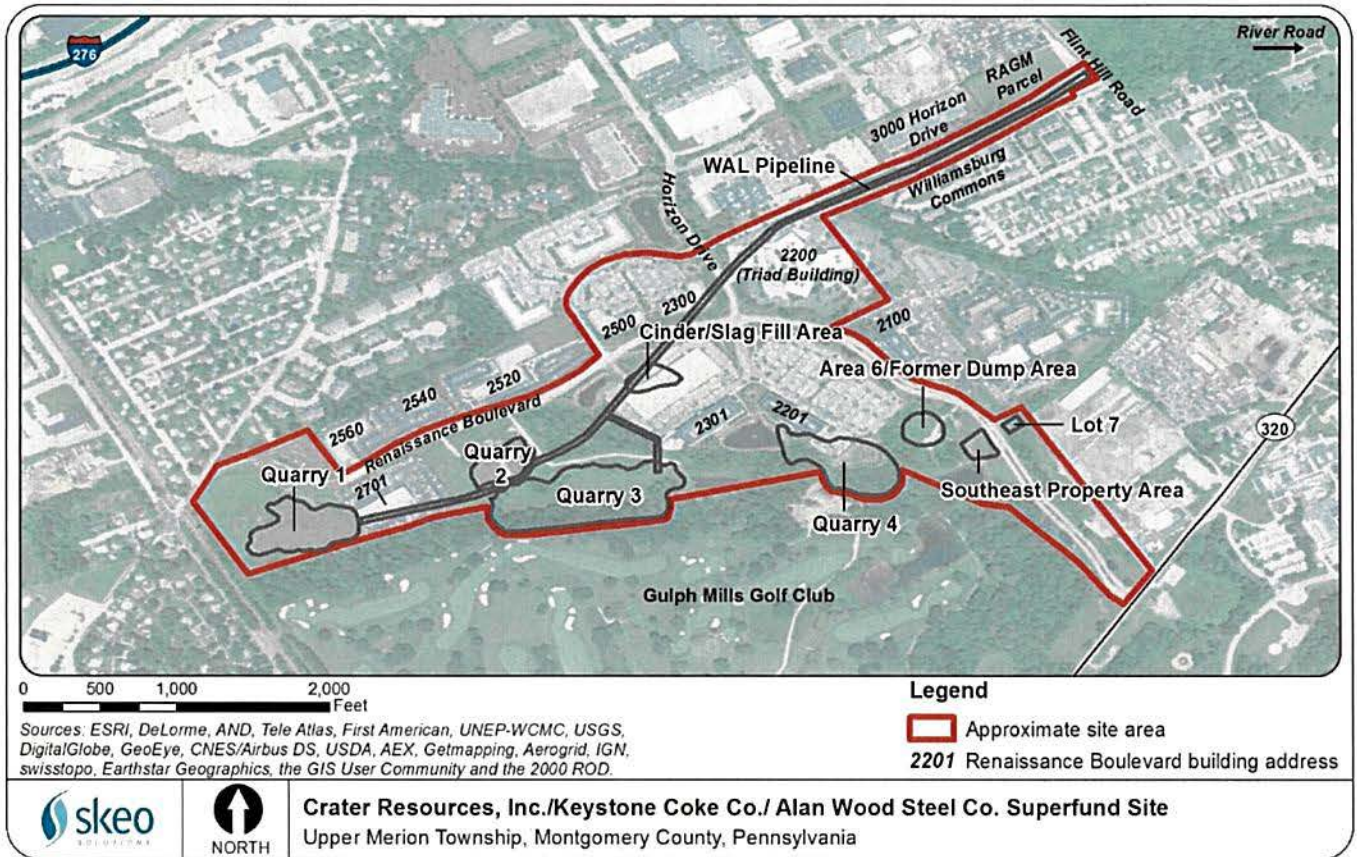 276
River Road
Flint Hill Road
RAGM
Parcel
3000 Horizon
Drive
WAL Pipeline
Williamsburg
Commons
Horizon Drive
2200
(Triad Building)
2300
2500
2100
Cinder/Slag Fill Area
Area 6/Former Dump Area
2520
2540
2560
Renaissance Boulevard
2301
2201
Lot 7
320
Quarry 1
2701
Quarry
2
Quarry 3
Quarry 4
Southeast Property Area
Gulph Mills Golf Club
0 500 1,000 2,000
Feet
Sources: ESRI, DeLorme, AND, Tele Atlas, First American, UNEP-WCMC, USGS,
DigitalGlobe, GeoEye, CNES/Airbus DS, USDA, AEX, Getmapping, Aerogrid, IGN,
swisstopo, Earthstar Geographics, the GIS User Community and the 2000 ROD.
Legend
Approximate site area
2201 Renaissance Boulevard building address
skeo
SOLUTIONS
NORTH
Crater Resources, Inc./Keystone Coke Co./ Alan Wood Steel Co. Superfund Site
Upper Merion Township, Montgomery County, Pennsylvania